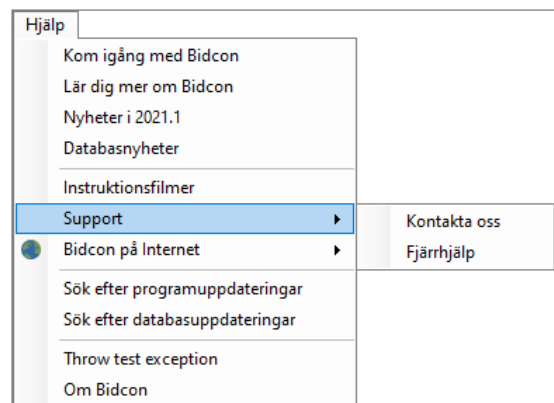 Hjälp
Kom igång med Bidcon
Lär dig mer om Bidcon
Nyheter i 2021.1
Databasnyheter
Instruktionsfilmer
Support
Kontakta oss
Fjärrhjälp
Bidcon på Internet
Sök efter programuppdateringar
Sök efter databasuppdateringar
Throw test exception
Om Bidcon